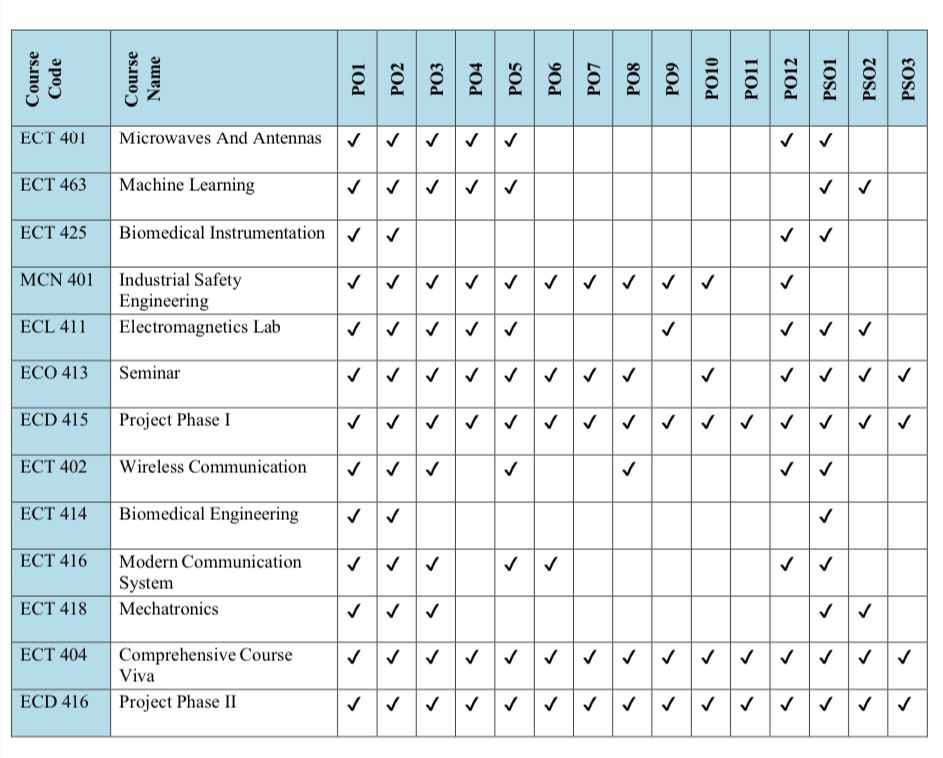 Course Code Course Name PO1 PO2 PO3 PO4 PO5 PO6 PO7 PO8 PO9 PO10 PO11 PO12 PSO1 PSO2 PSO3
ECT 401 Microwaves And Antennas ✓ ✓ ✓ ✓ ✓ ✓ ✓
ECT 463 Machine Learning ✓ ✓ ✓ ✓ ✓ ✓ ✓
ECT 425 Biomedical Instrumentation ✓ ✓ ✓ ✓
MCN 401 Industrial Safety ✓ ✓ ✓ ✓ ✓ ✓ ✓ ✓ ✓ ✓ ✓
Engineering
ECL 411 Electromagnetics Lab ✓ ✓ ✓ ✓ ✓ ✓ ✓ ✓ ✓
ECO 413 Seminar ✓ ✓ ✓ ✓ ✓ ✓ ✓ ✓ ✓ ✓ ✓ ✓ ✓
ECD 415 Project Phase I ✓ ✓ ✓ ✓ ✓ ✓ ✓ ✓ ✓ ✓ ✓ ✓ ✓ ✓ ✓
ECT 402 Wireless Communication ✓ ✓ ✓ ✓ ✓ ✓ ✓
ECT 414 Biomedical Engineering ✓ ✓ ✓
ECT 416 Modern Communication ✓ ✓ ✓ ✓ ✓ ✓ ✓
System
ECT 418 Mechatronics ✓ ✓ ✓ ✓ ✓
ECT 404 Comprehensive Course ✓ ✓ ✓ ✓ ✓ ✓ ✓ ✓ ✓ ✓ ✓ ✓ ✓ ✓ ✓
Viva
ECD 416 Project Phase II ✓ ✓ ✓ ✓ ✓ ✓ ✓ ✓ ✓ ✓ ✓ ✓ ✓ ✓ ✓